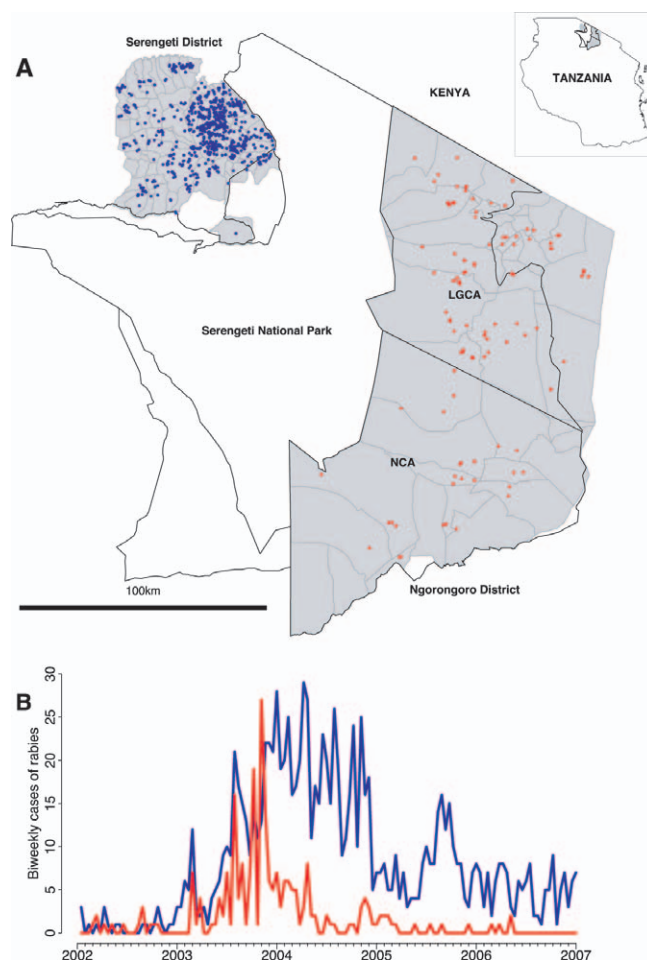 Serengeti District
A
KENYA
TANZANIA
LGCA
Serengeti National Park
NCA
100km
Ngorongoro District
B
Biweekly cases of rabies
30
25
20
15
10
5
0
2002 2003 2004 2005 2006 2007